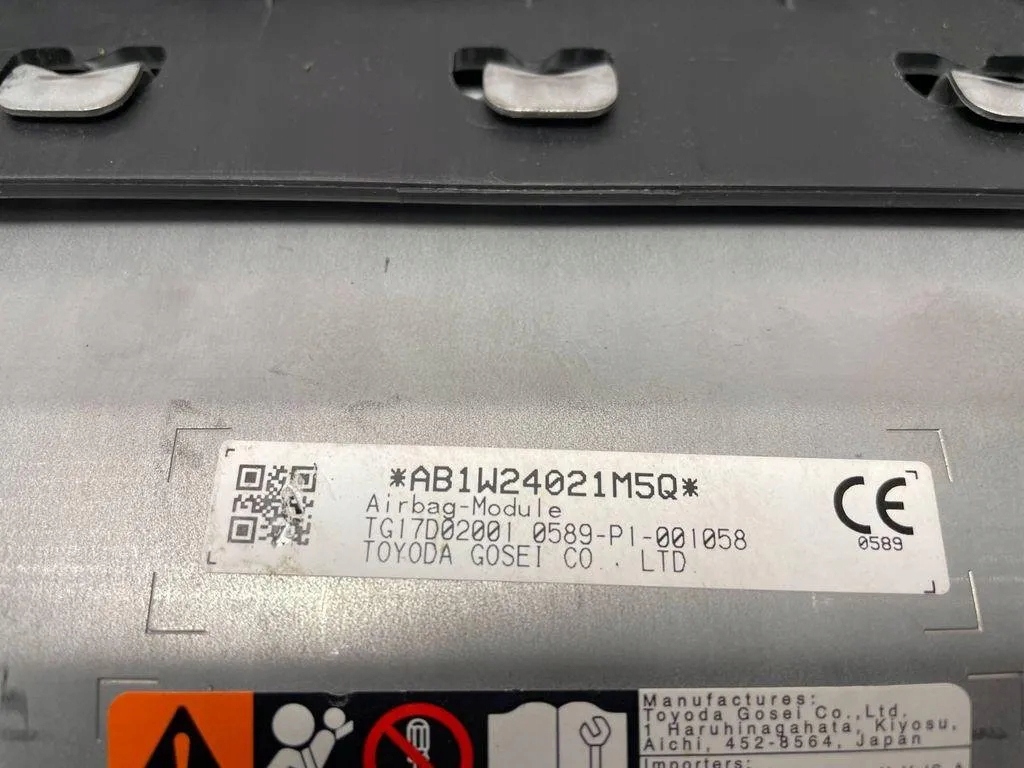 *AB1W24021M5Q*
Airbag-Module
TG17D02001 0589-P1-001058
TOYODA GOSEI CO., LTD
CE
0589
Manufactures:
Toyoda Gosei Co.,Ltd.
1 Haruhinagahata, Kiyosu,
Aichi, 452-8564, Japan
Importers: